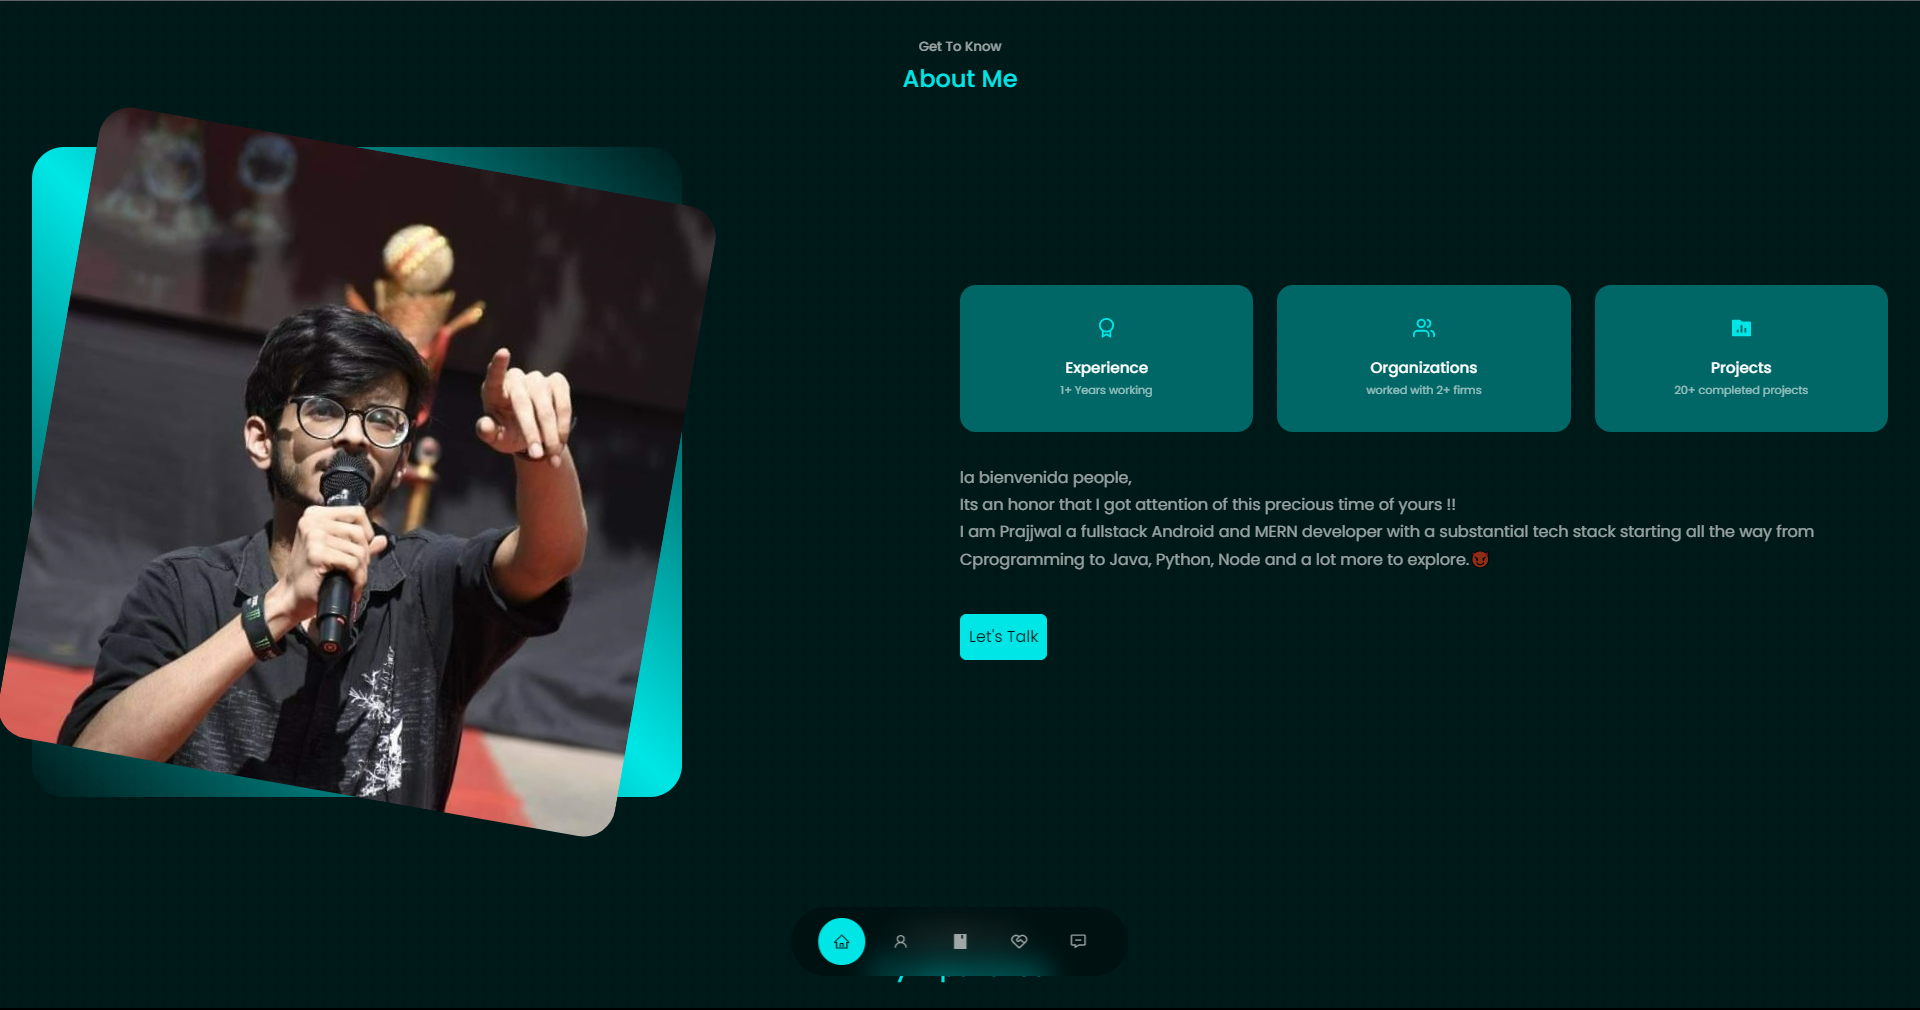 Get To Know
About Me
Experience
1+ Years working
Organizations
worked with 2+ firms
Projects
20+ completed projects
la bienvenida people,
Its an honor that I got attention of this precious time of yours !!
I am Prajjwal a fullstack Android and MERN developer with a substantial tech stack starting all the way from
Cprogramming to Java, Python, Node and a lot more to explore.😈
Let's Talk